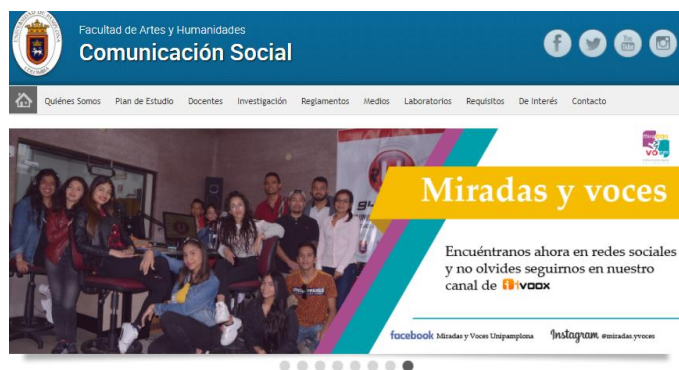 Facultad de Artes y Humanidades
Comunicación Social
Quiénes Somos Plan de Estudio Docentes Investigación Reglamentos Medios Laboratorios Requisitos De Interés Contacto
Miradas y voces
Encuéntranos ahora en redes sociales
y no olvides seguirnos en nuestro
canal de iVOOX
facebook Miradas y Voces Unipamplona Instagram @miradas.yvoces